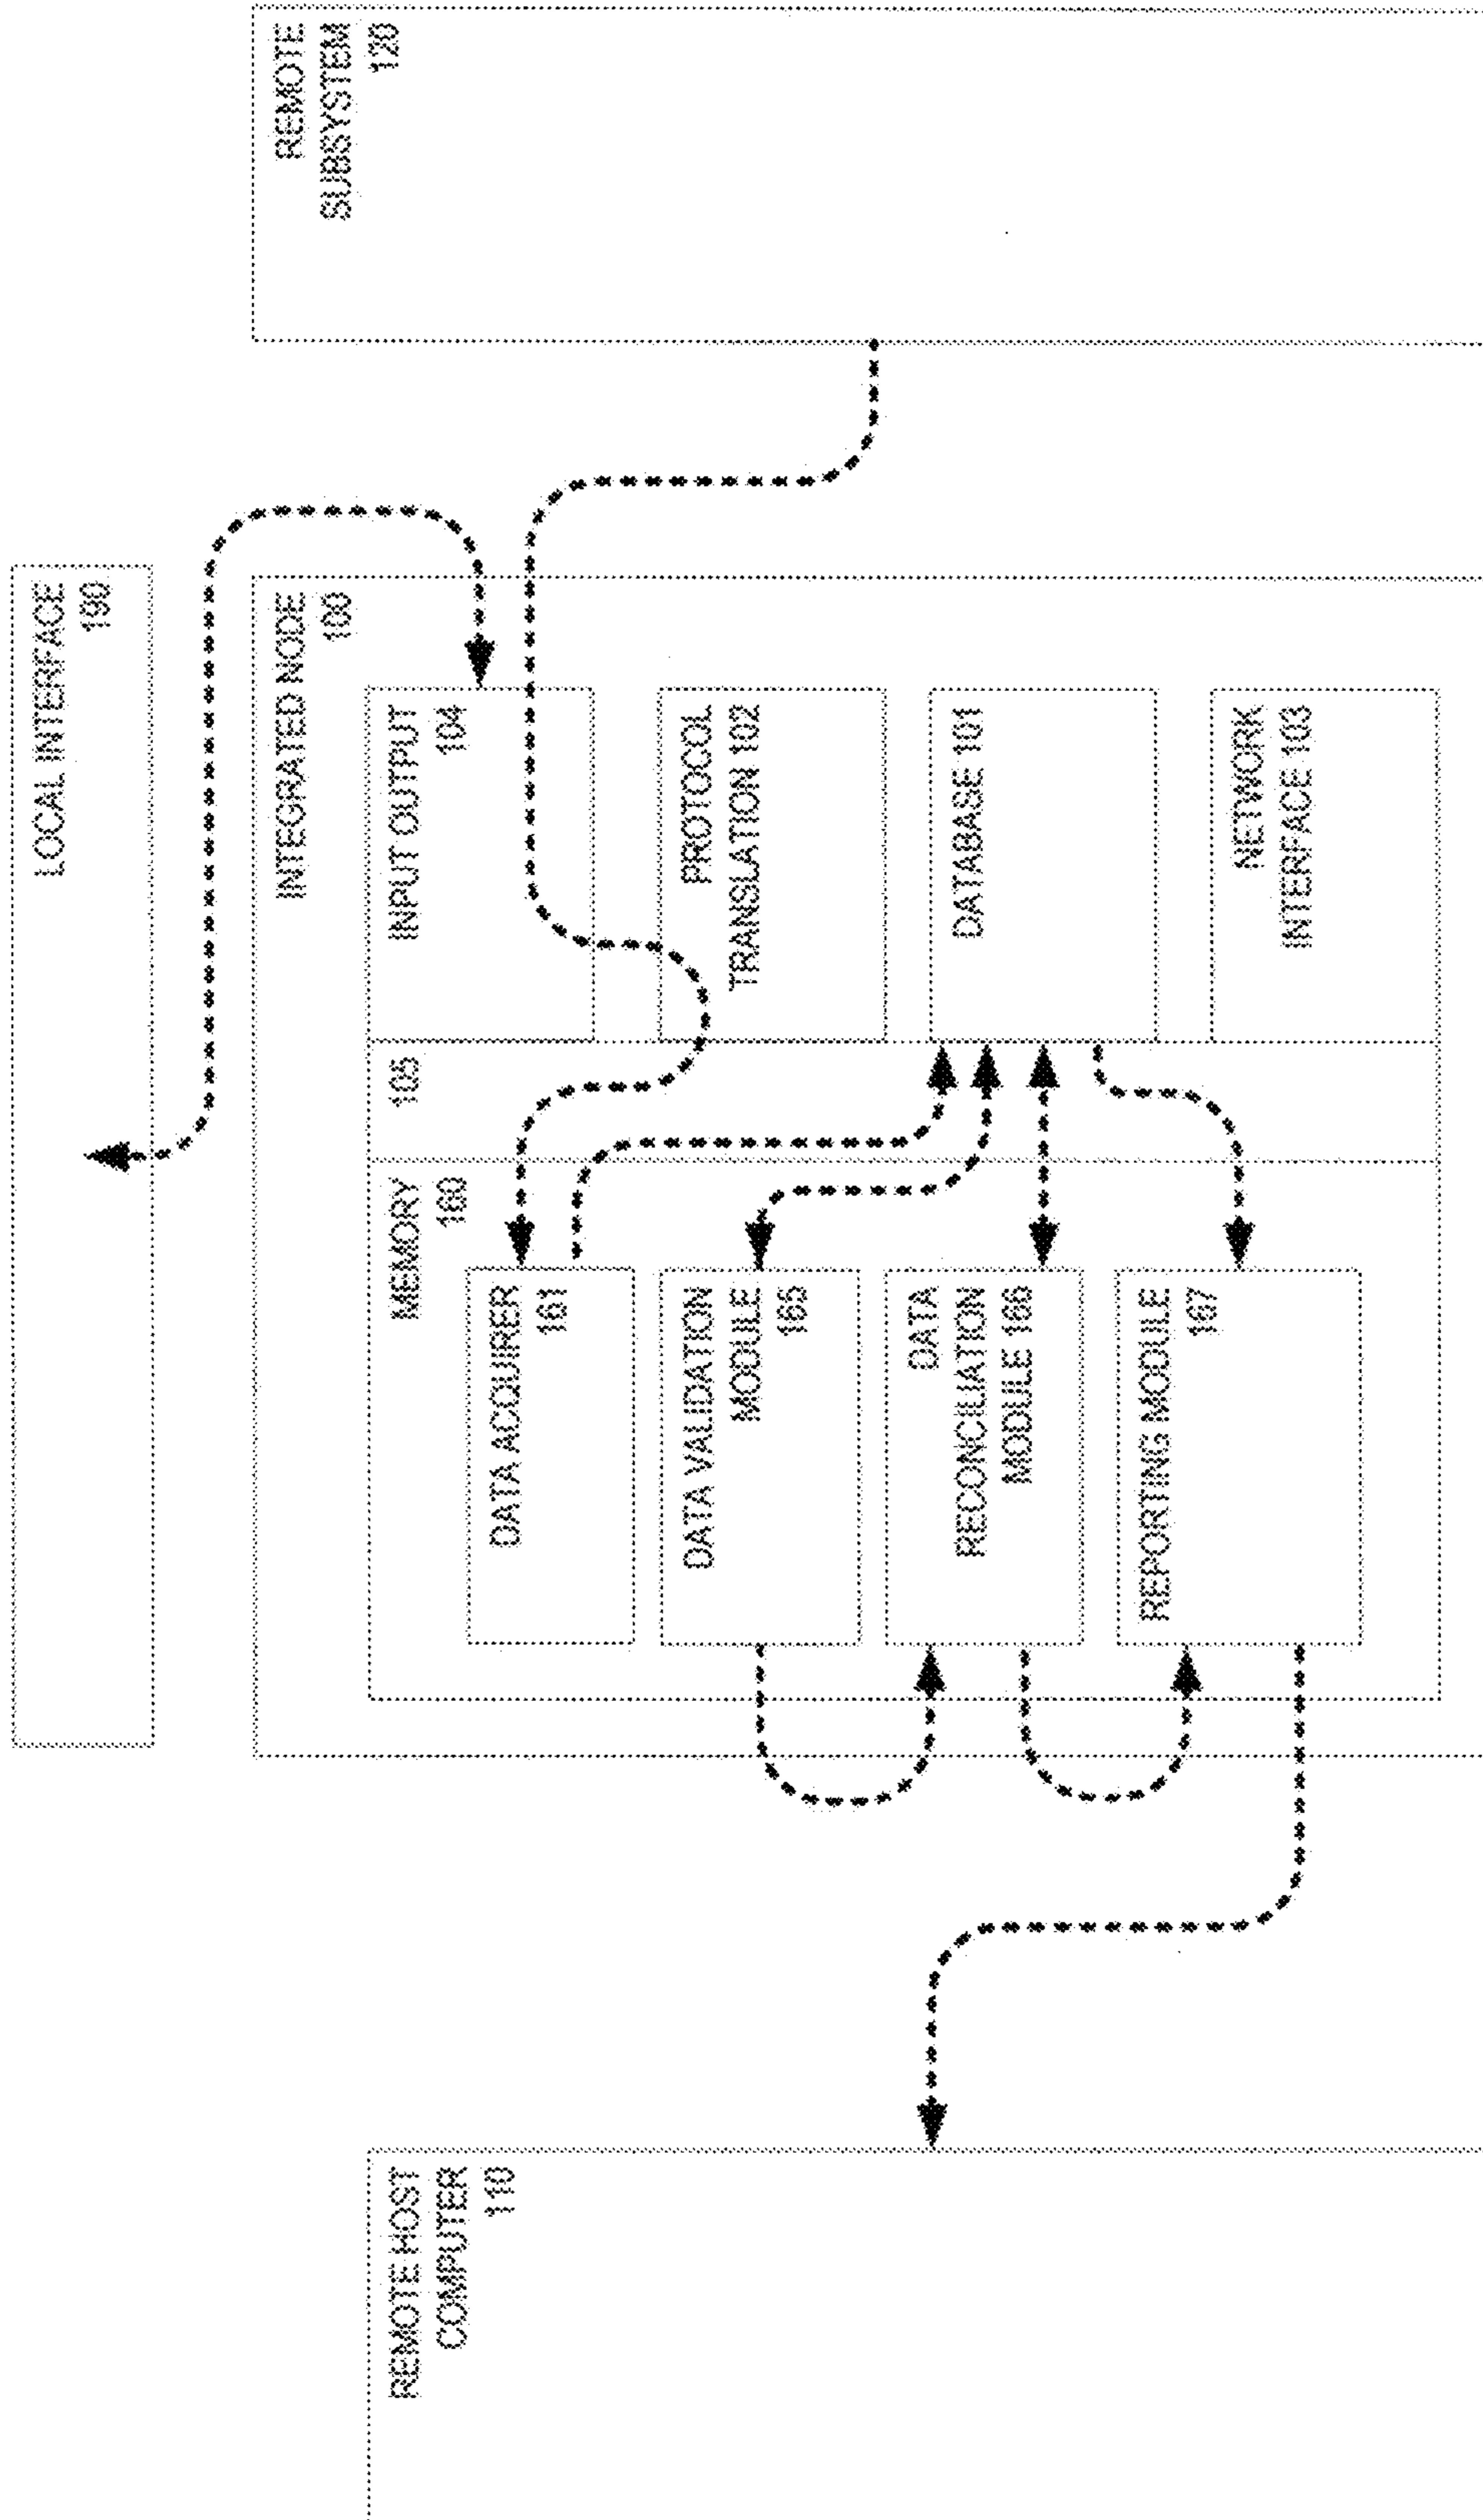 LOCAL INTERFACE
190
REMOTE HOST
COMPUTER
110
INTEGRATED NODE
100
REMOTE
SUBSYSTEM
120
MEMORY
160
105
INPUT OUTPUT
104
DATA ACQUIRER
161
PROTOCOL
TRANSLATION 102
DATA VALIDATION
MODULE
165
DATABASE 101
DATA
RECONCILIATION
MODULE 166
NETWORK
INTERFACE 103
REPORTING MODULE
167